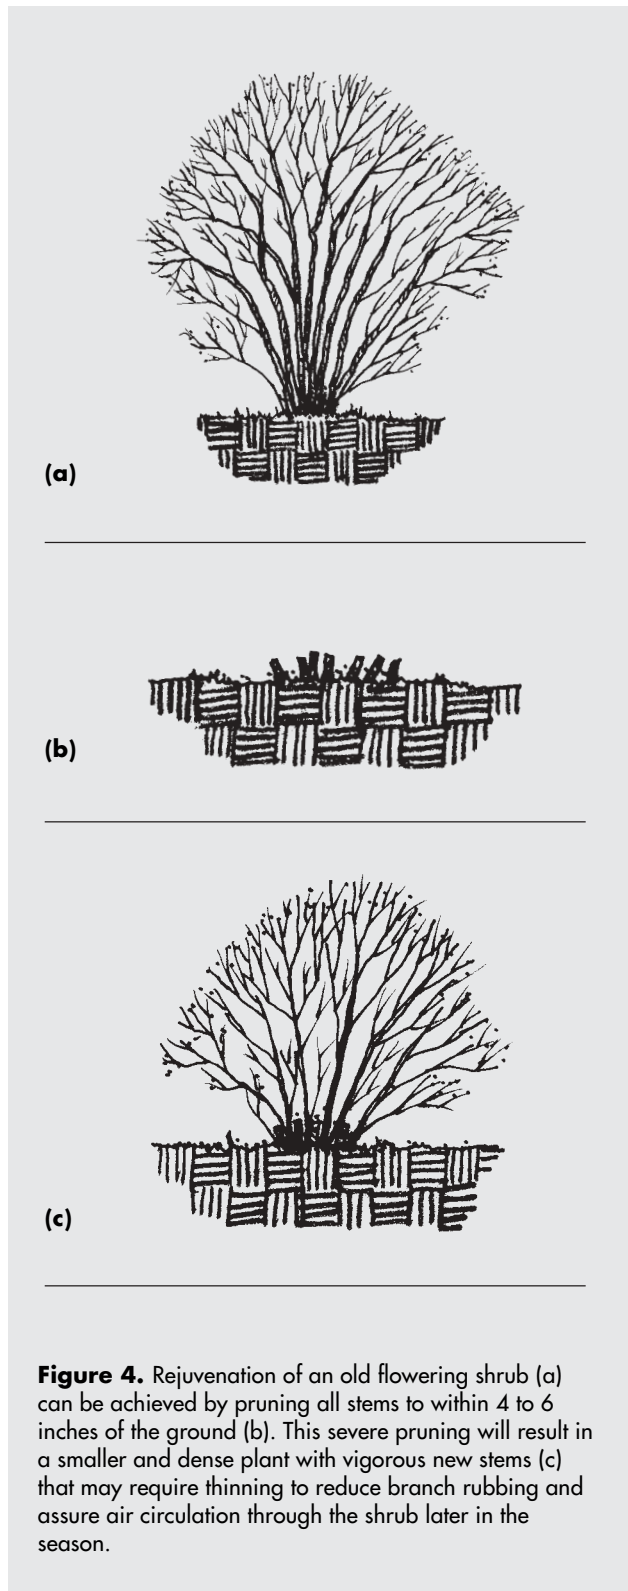 (a)
(b)
(c)
Figure 4. Rejuvenation of an old flowering shrub (a)
can be achieved by pruning all stems to within 4 to 6
inches of the ground (b). This severe pruning will result in
a smaller and dense plant with vigorous new stems (c)
that may require thinning to reduce branch rubbing and
assure air circulation through the shrub later in the
season.